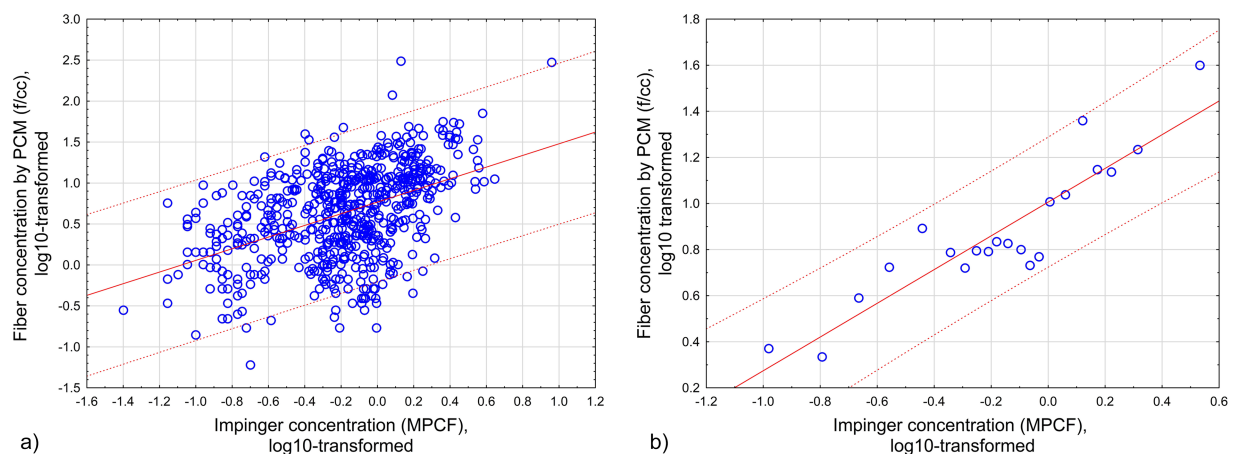 3.0
2.5
2.0
1.5
1.0
0.5
0.0
-0.5
-1.0
-1.5
Fiber concentration by PCM (f/cc),
log10-transformed
-1.6 -1.4 -1.2 -1.0 -0.8 -0.6 -0.4 -0.2 0.0 0.2 0.4 0.6 0.8 1.0 1.2
Impinger concentration (MPCF),
log10-transformed
a)
1.8
1.6
1.4
1.2
1.0
0.8
0.6
0.4
0.2
Fiber concentration by PCM (f/cc),
log10 transformed
-1.2 -1.0 -0.8 -0.6 -0.4 -0.2 0.0 0.2 0.4 0.6
Impinger concentration (MPCF),
log10-transformed
b)